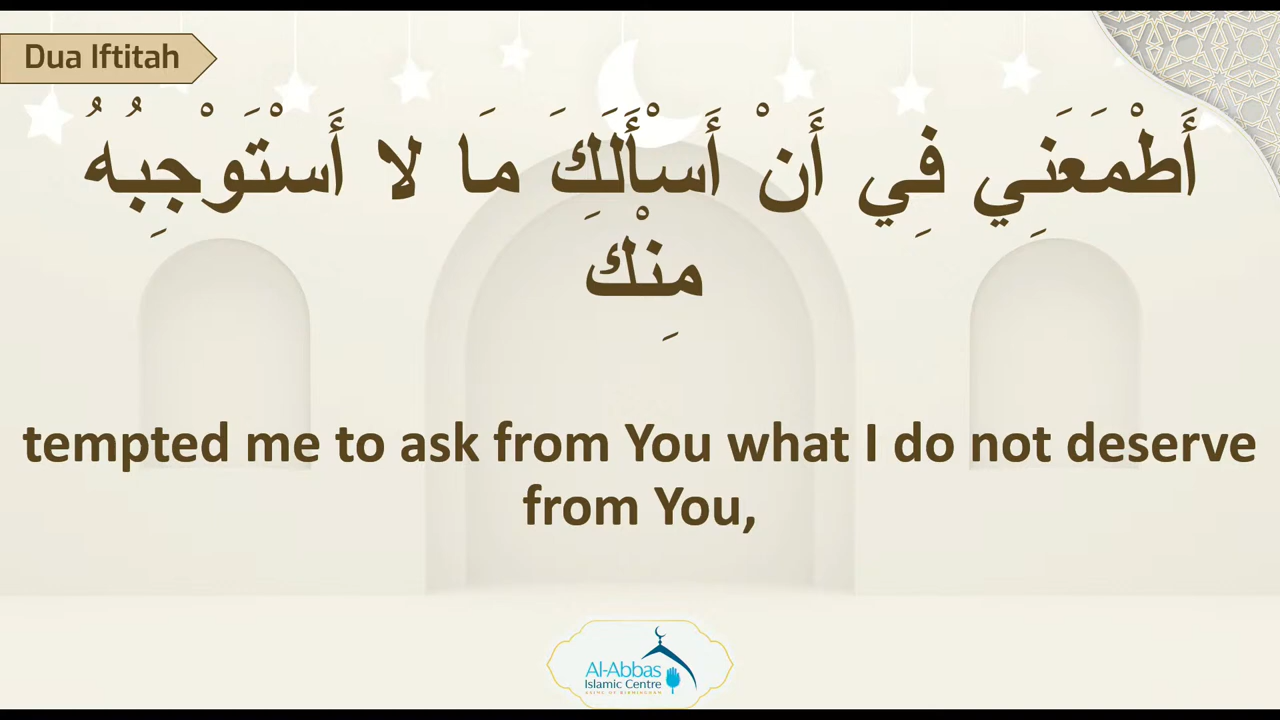 Dua Iftitah
أَطْمَعَنِي فِي أَنْ أَسْأَلَكَ مَا لا أَسْتَوْجِبُهُ
مِنْكَ
tempted me to ask from You what I do not deserve
from You,
Al-Abbas
Islamic Centre